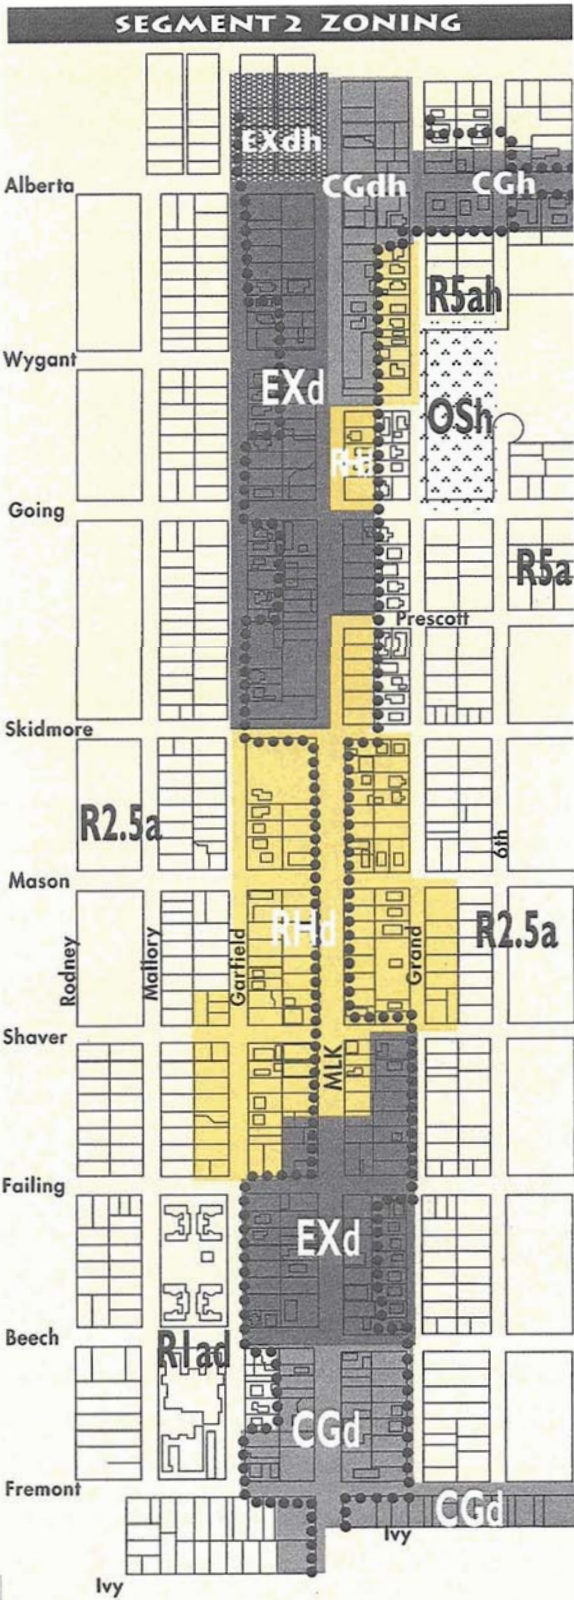 SEGMENT 2 ZONING
EXdh
Alberta
CGdh
CGh
R5ah
Wygant
EXd
OSh
RHd
Going
R5a
Prescott
Skidmore
R2.5a
6th
Mason
Rodney
Mallory
Garfield
RHd
Grand
R2.5a
Shaver
MLK
Failing
EXd
Beech
R1ad
CGd
Fremont
CGd
Ivy
Ivy